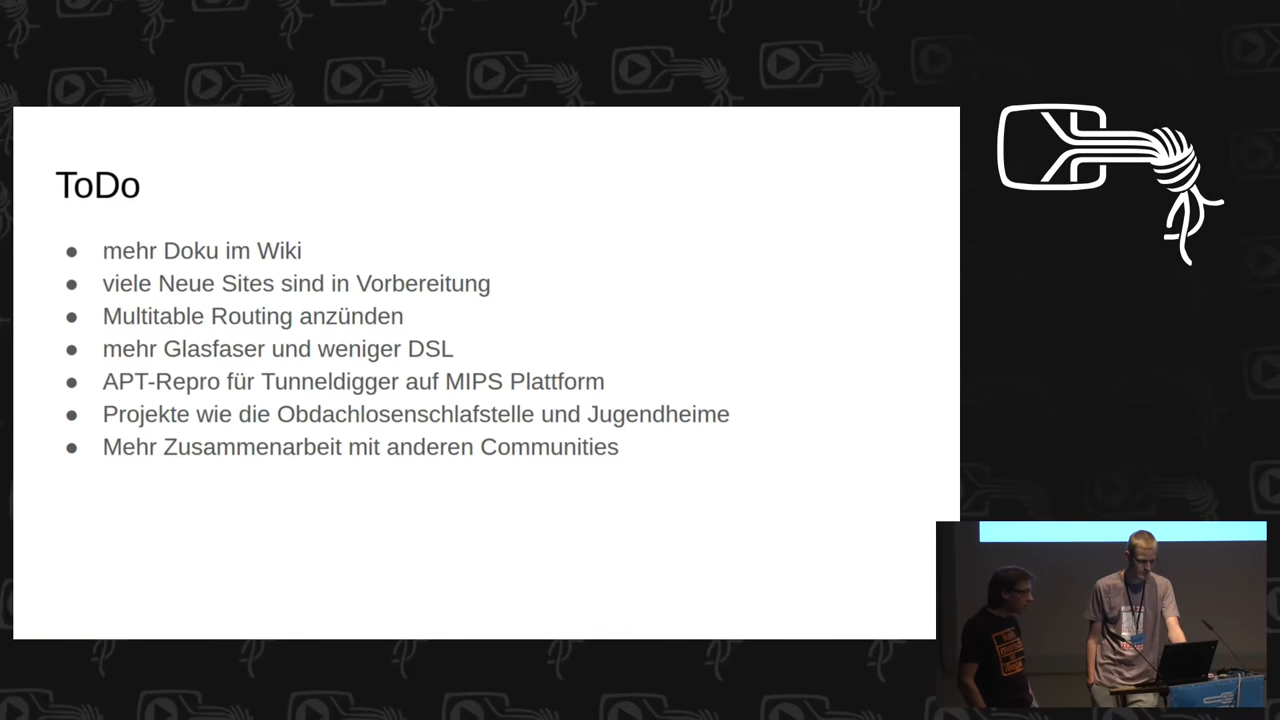 ToDo
mehr Doku im Wiki
viele Neue Sites sind in Vorbereitung
Multitable Routing anzünden
mehr Glasfaser und weniger DSL
APT-Repro für Tunneldigger auf MIPS Plattform
Projekte wie die Obdachlosenschlafstelle und Jugendheime
Mehr Zusammenarbeit mit anderen Communities